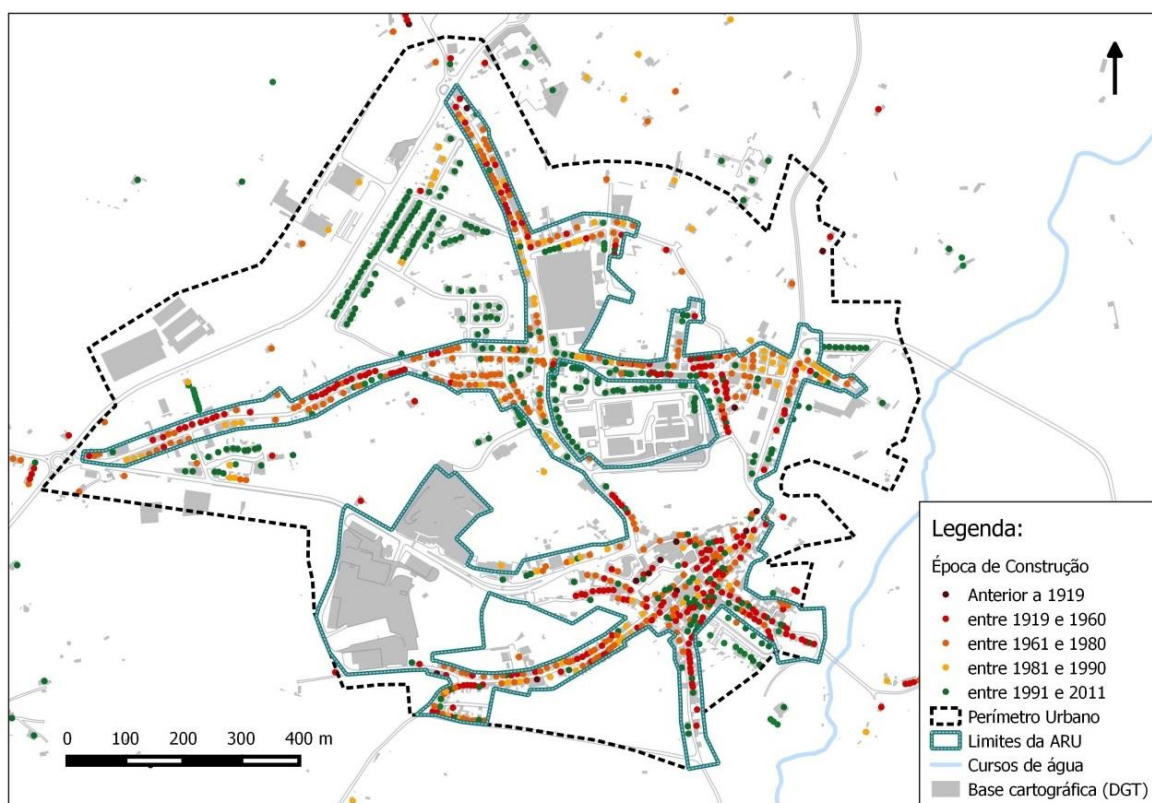 Legenda:
Época de Construção
Anterior a 1919
entre 1919 e 1960
entre 1961 e 1980
entre 1981 e 1990
entre 1991 e 2011
Perímetro Urbano
Limites da ARU
Cursos de água
Base cartográfica (DGT)
0 100 200 300 400 m